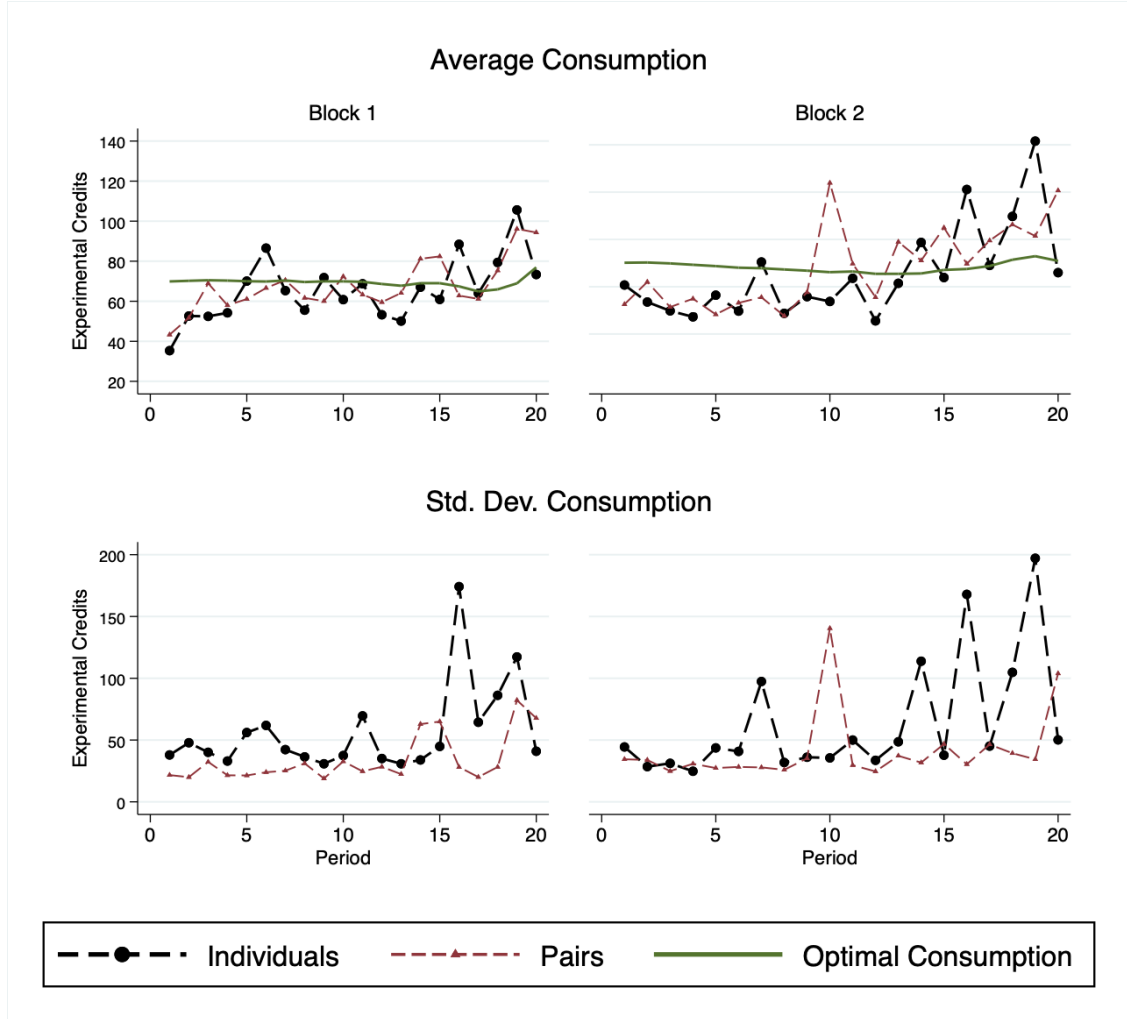 Average Consumption
Block 1
Block 2
Experimental Credits
140
120
100
80
60
40
20
0 5 10 15 20
0 5 10 15 20
Std. Dev. Consumption
Experimental Credits
200
150
100
50
0
0 5 10 15 20
0 5 10 15 20
Period
Period
Individuals Pairs Optimal Consumption